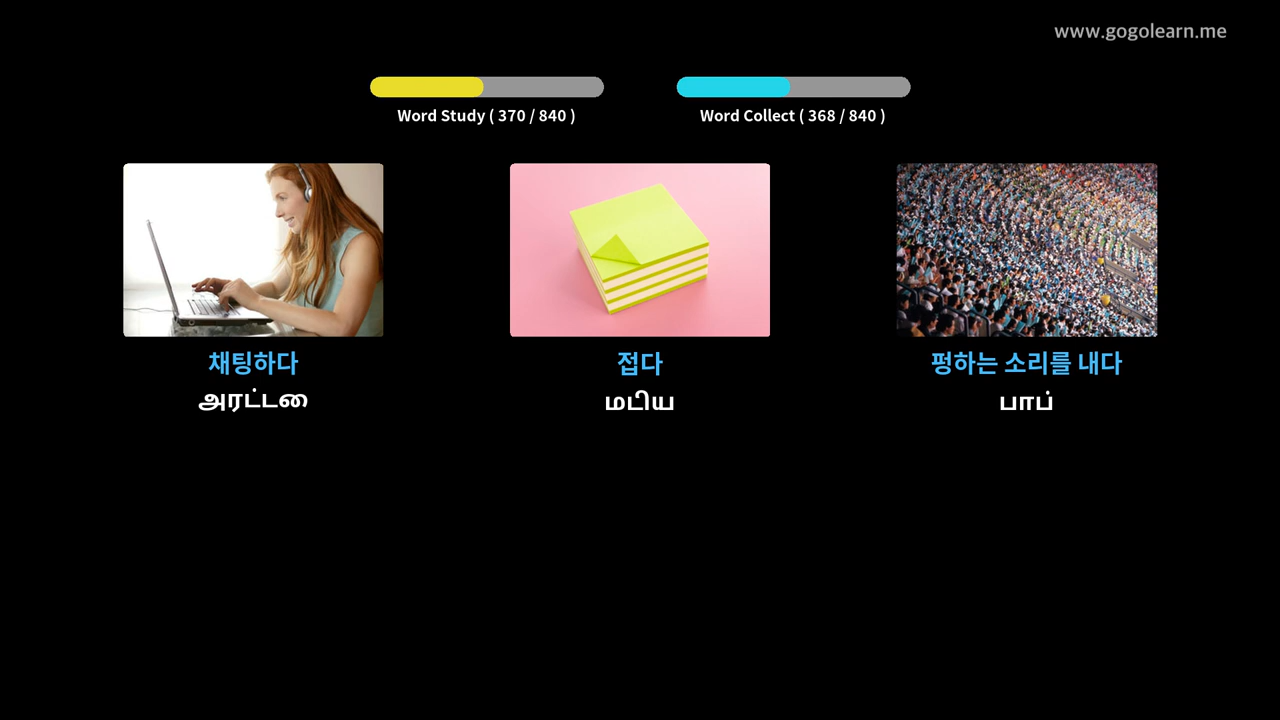 www.gogolearn.me
Word Study ( 370 / 840 )
Word Collect ( 368 / 840 )
채팅하다
접다
펑하는 소리를 내다
அரட்டை
மடிய
பாப்